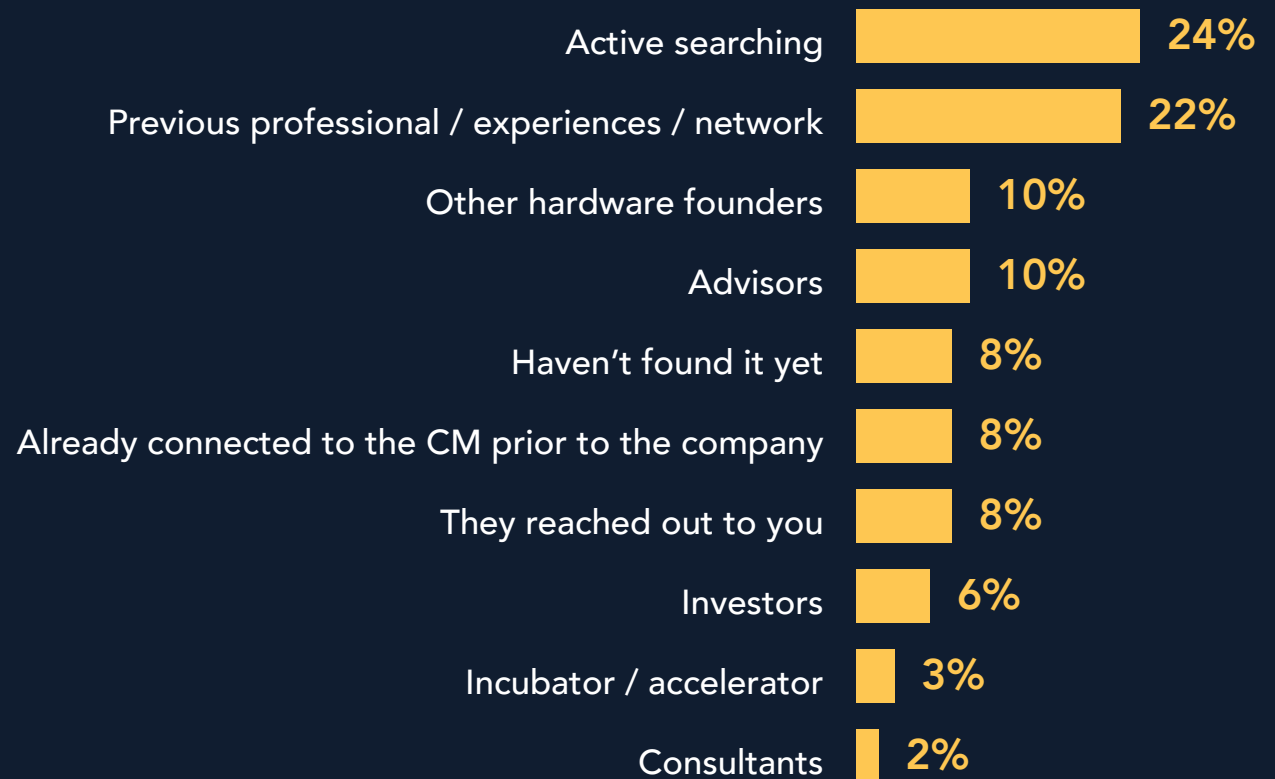 Active searching 24%
Previous professional / experiences / network 22%
Other hardware founders 10%
Advisors 10%
Haven’t found it yet 8%
Already connected to the CM prior to the company 8%
They reached out to you 8%
Investors 6%
Incubator / accelerator 3%
Consultants 2%